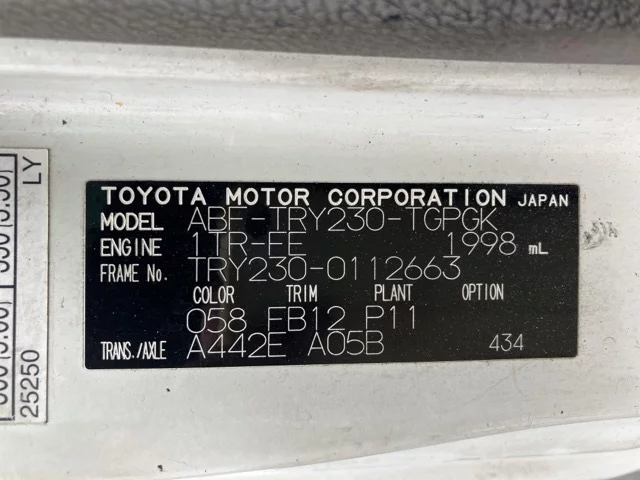 TOYOTA MOTOR CORPORATION JAPAN
MODEL ABF-TRY230-TGPGK
ENGINE 1TR-FE 1998 mL
FRAME No. TRY230-0112663
COLOR TRIM PLANT OPTION
058 FB12 P11
TRANS./AXLE A442E A05B 434
LY
25250